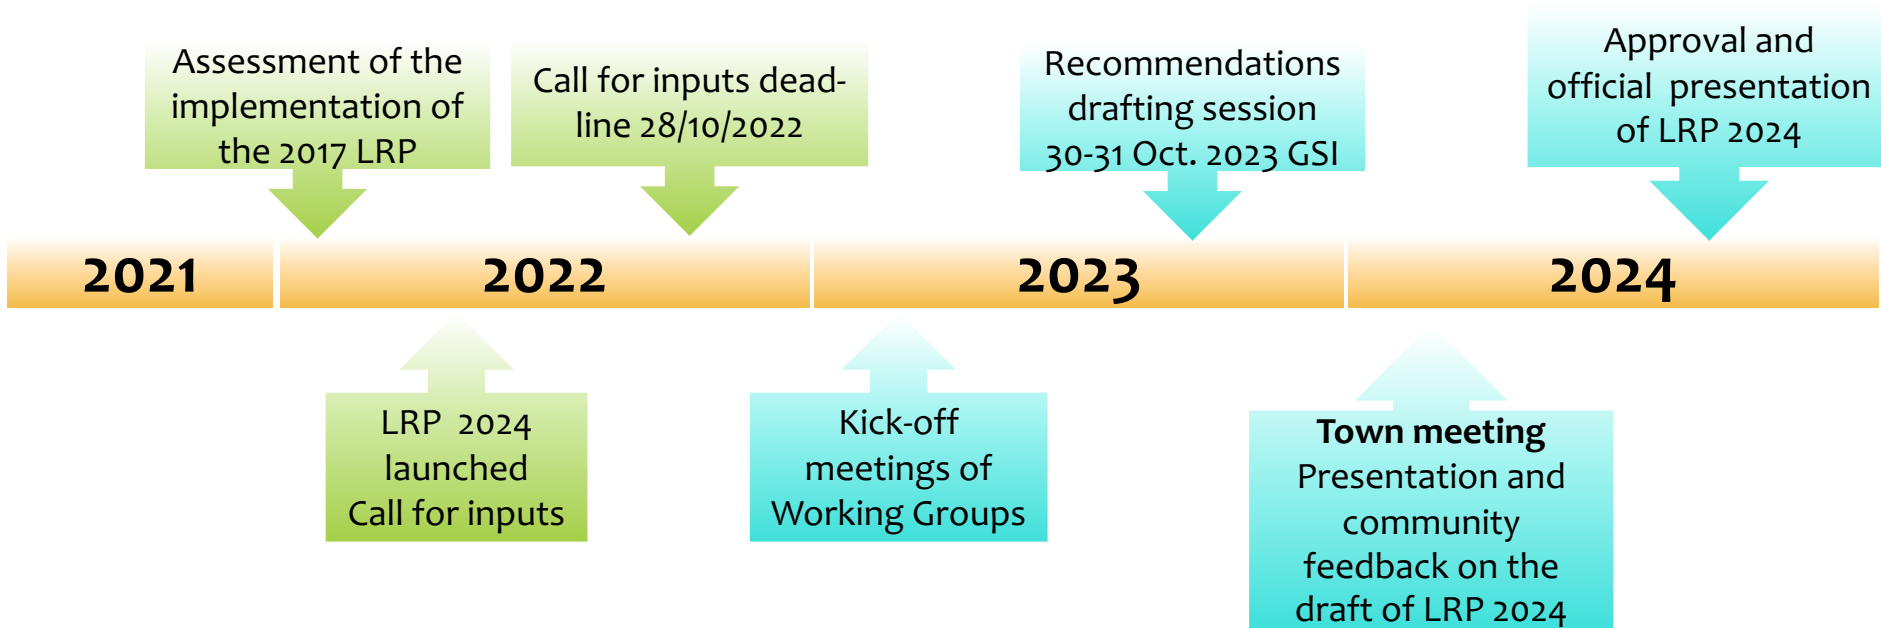 Assessment of the
implementation of
the 2017 LRP
Call for inputs dead-
line 28/10/2022
Recommendations
drafting session
30-31 Oct. 2023 GSI
Approval and
official presentation
of LRP 2024
2021
2022
2023
2024
LRP 2024
launched
Call for inputs
Kick-off
meetings of
Working Groups
Town meeting
Presentation and
community
feedback on the
draft of LRP 2024